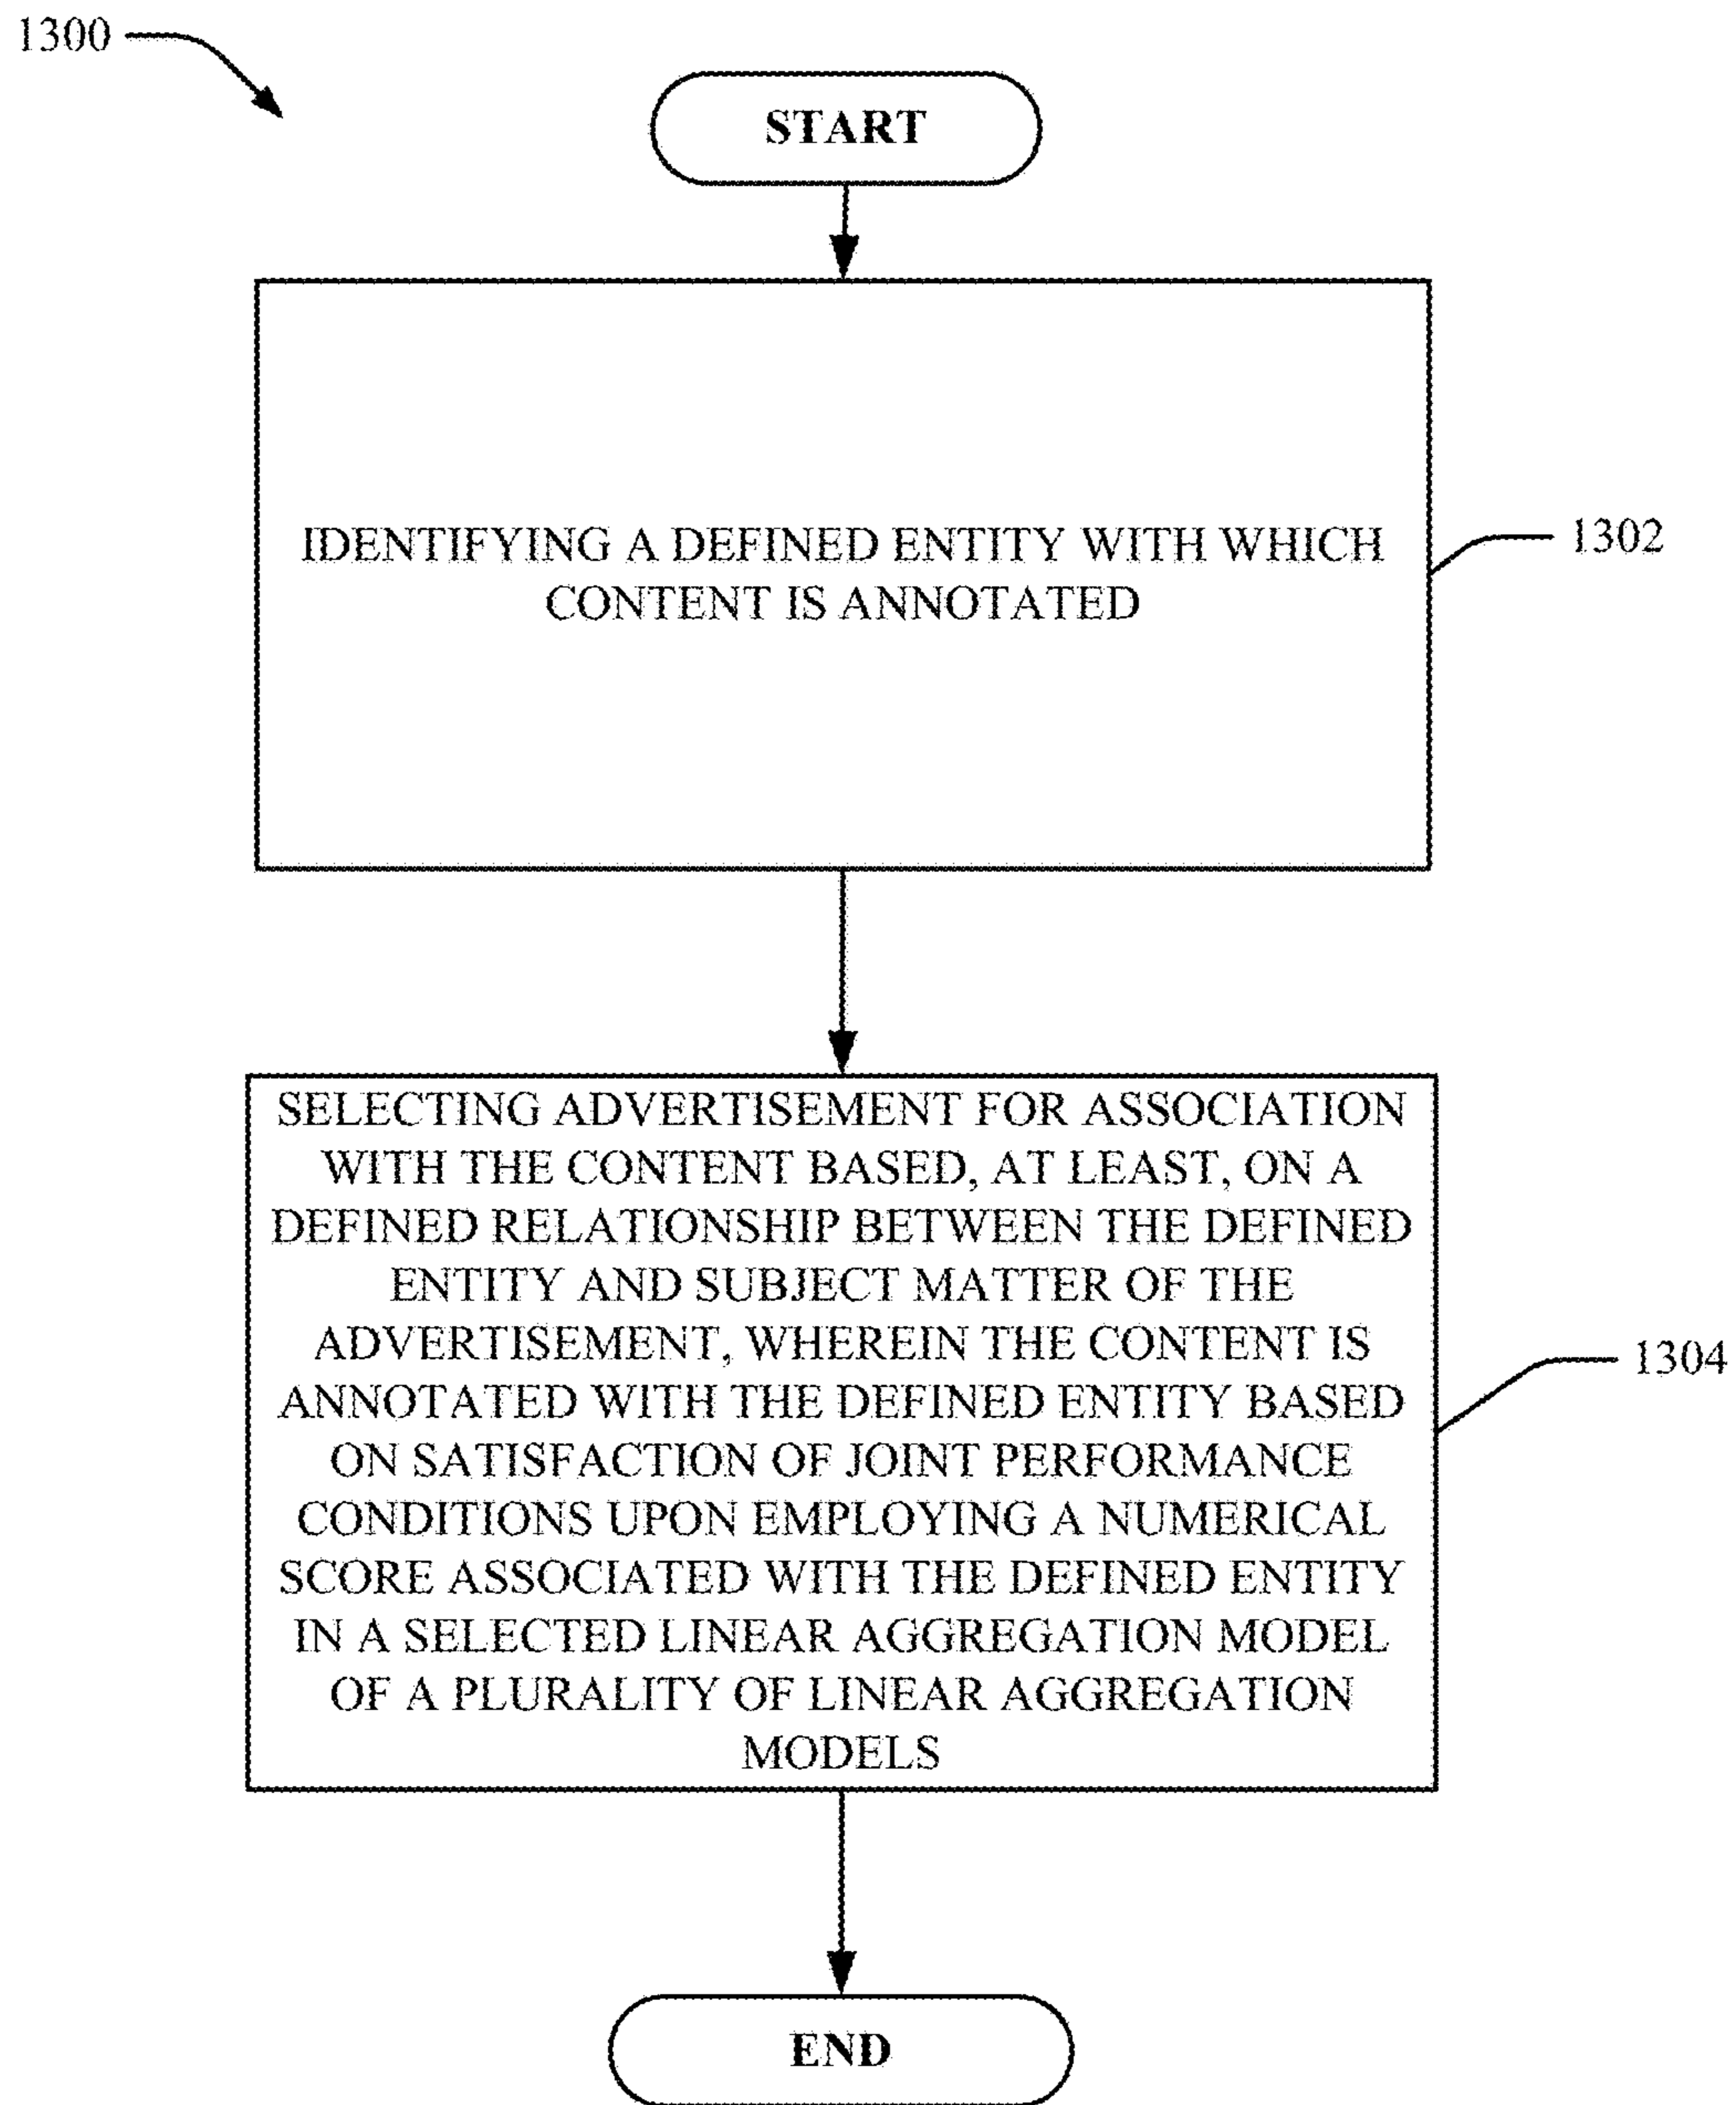 1300
START
IDENTIFYING A DEFINED ENTITY WITH WHICH
CONTENT IS ANNOTATED
1302
SELECTING ADVERTISEMENT FOR ASSOCIATION
WITH THE CONTENT BASED, AT LEAST, ON A
DEFINED RELATIONSHIP BETWEEN THE DEFINED
ENTITY AND SUBJECT MATTER OF THE
ADVERTISEMENT, WHEREIN THE CONTENT IS
ANNOTATED WITH THE DEFINED ENTITY BASED
ON SATISFACTION OF JOINT PERFORMANCE
CONDITIONS UPON EMPLOYING A NUMERICAL
SCORE ASSOCIATED WITH THE DEFINED ENTITY
IN A SELECTED LINEAR AGGREGATION MODEL
OF A PLURALITY OF LINEAR AGGREGATION
MODELS
1304
END